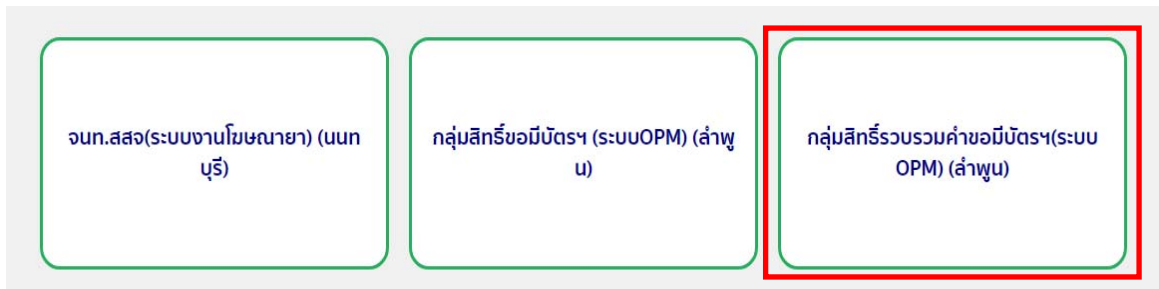 จนท.สสจ(ระบบงานโฆษณายา) (นนท
บุรี)
กลุ่มสิทธิ์ขอมีบัตรฯ (ระบบOPM) (ลำพู
น)
กลุ่มสิทธิ์รวบรวมคำขอมีบัตรฯ(ระบบ
OPM) (ลำพูน)